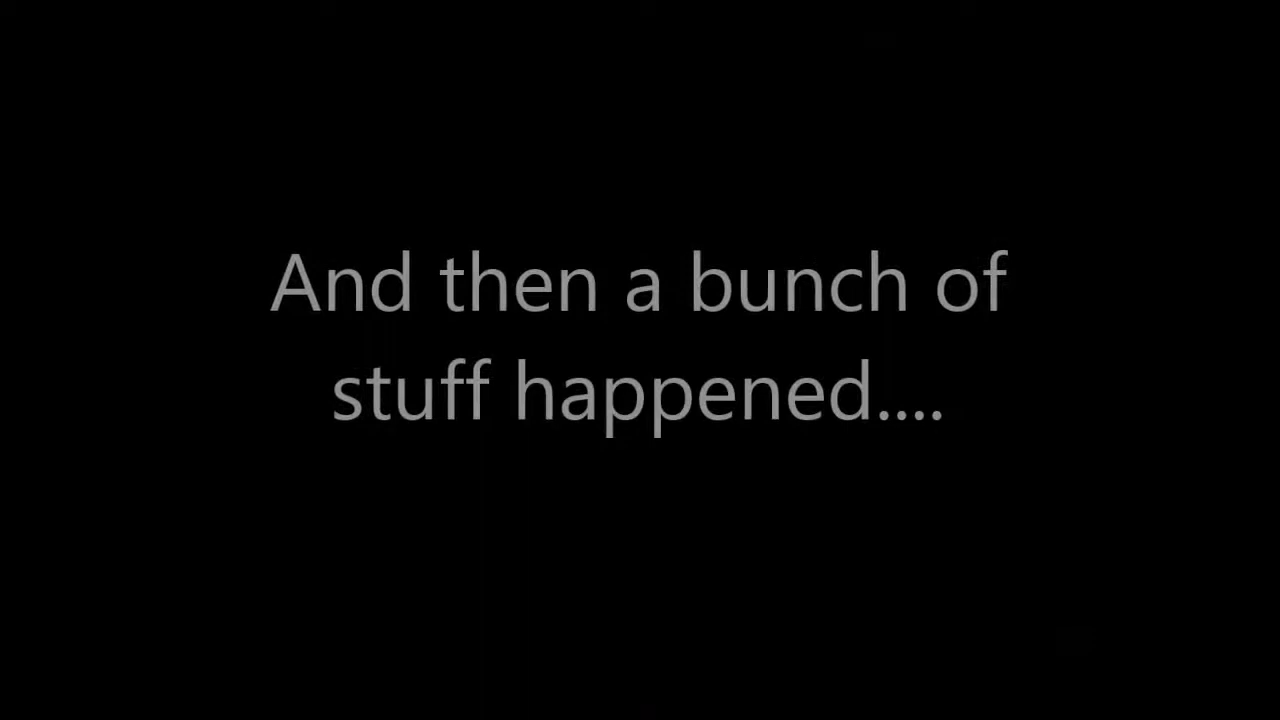 And then a bunch of
stuff happened....